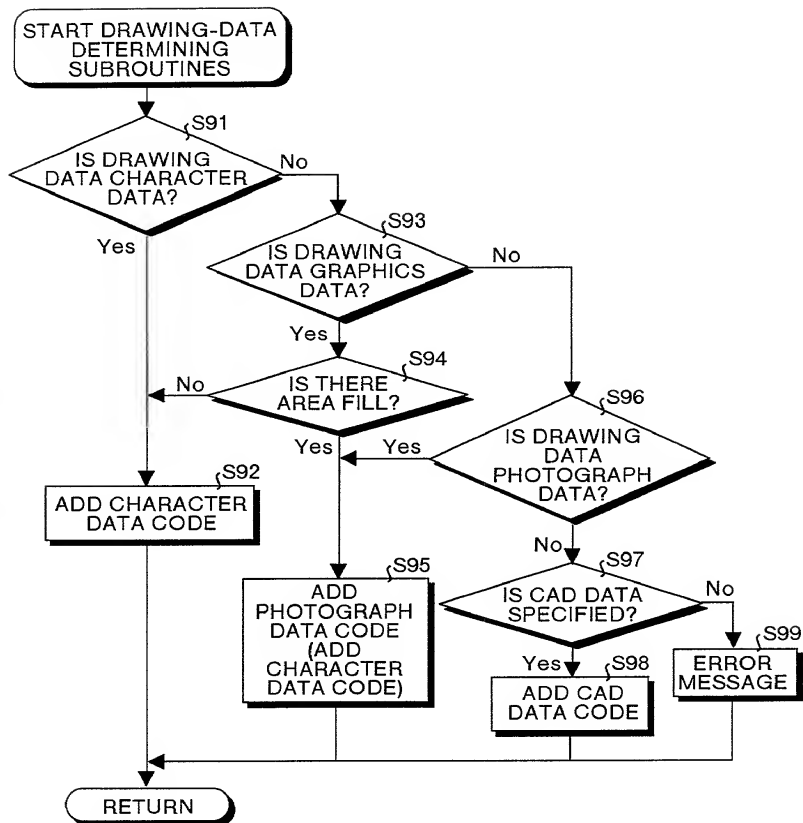 START DRAWING-DATA
DETERMINING
SUBROUTINES
S91
IS DRAWING
DATA CHARACTER
DATA?
No
Yes
S93
IS DRAWING
DATA GRAPHICS
DATA?
No
Yes
S94
IS THERE
AREA FILL?
No
Yes
S96
IS DRAWING
DATA
PHOTOGRAPH
DATA?
Yes
No
S92
ADD CHARACTER
DATA CODE
S95
ADD
PHOTOGRAPH
DATA CODE
(ADD
CHARACTER
DATA CODE)
S97
IS CAD DATA
SPECIFIED?
No
Yes
S98
ADD CAD
DATA CODE
S99
ERROR
MESSAGE
RETURN